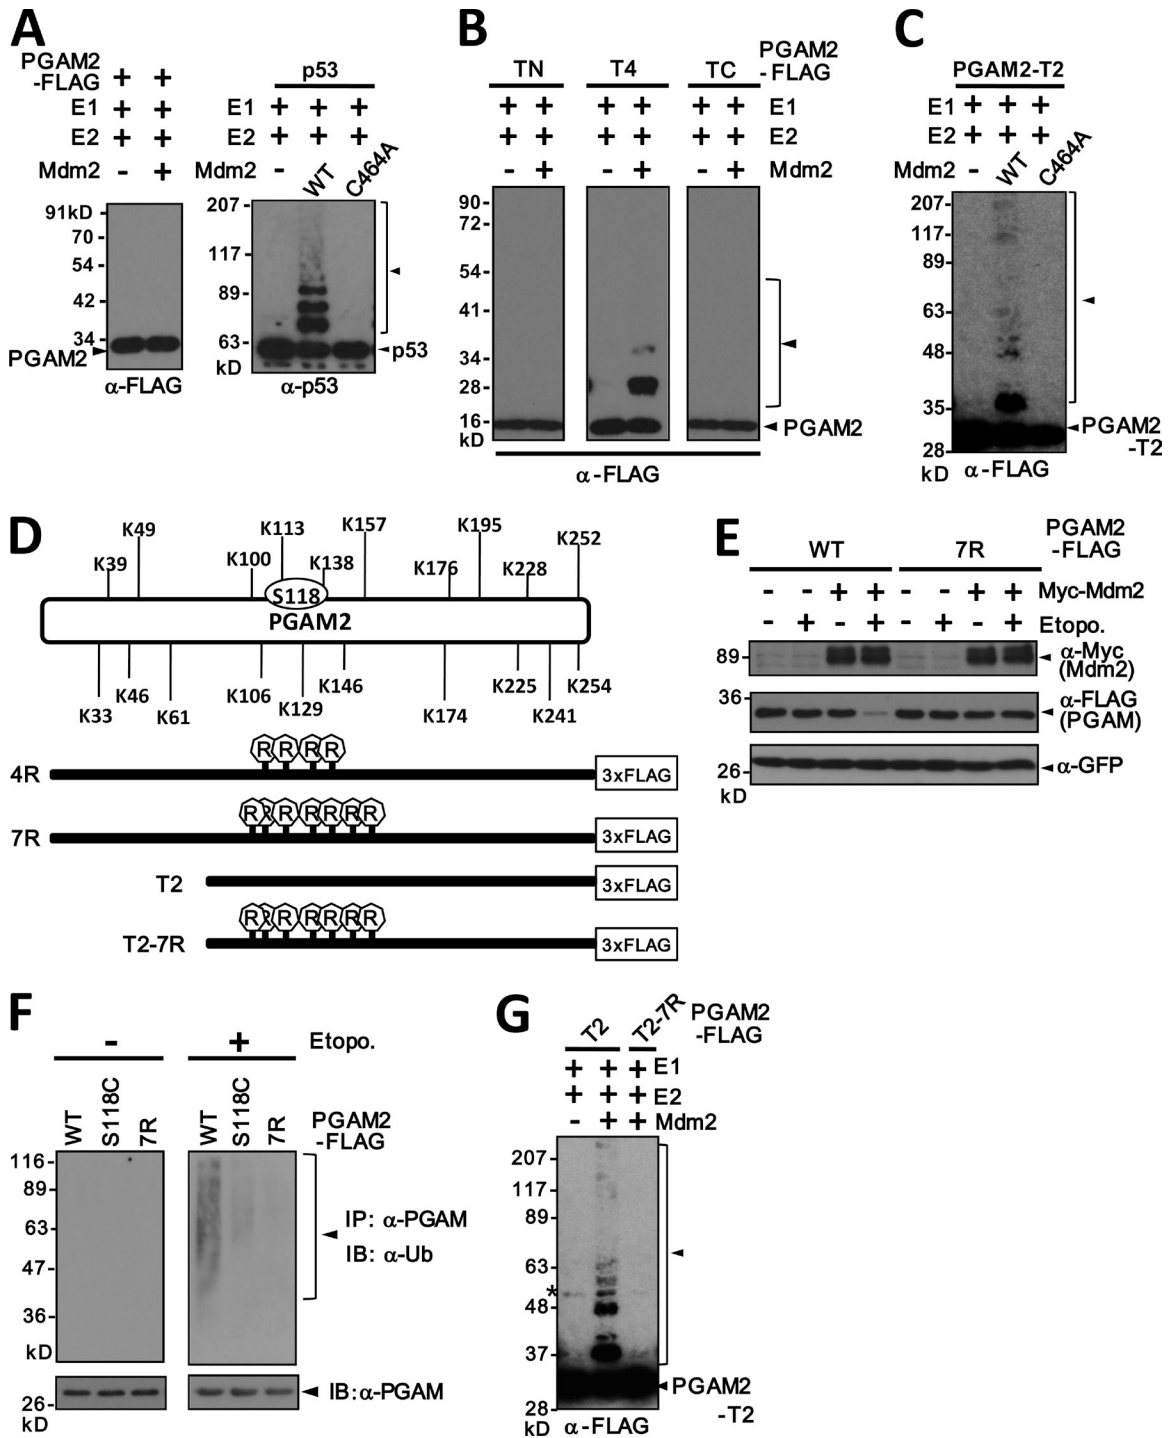 A
PGAM2
-FLAG + +
E1 + +
E2 + +
Mdm2 - +
91kD
70
54
42
34
PGAM2
α-FLAG
p53
E1 + + +
E2 + + +
Mdm2 - WT C464A
207
117
89
63
kD
p53
α-p53
B
TN T4 TC PGAM2
-FLAG
+ + + + + + E1
+ + + + + + E2
- + - + - + Mdm2
90
72
54
41
34
28
16
kD
PGAM2
α-FLAG
C
PGAM2-T2
E1 + + +
E2 + + +
Mdm2 - WT C464A
207
117
89
63
48
35
28
kD
PGAM2
-T2
α-FLAG
D
K39 K49 K100 K113 K138 K157 K176 K195 K228 K252
S118
PGAM2
K33 K46 K61 K106 K129 K146 K174 K225 K241 K254
R R R R
4R 3xFLAG
R R R R R R R
7R 3xFLAG
T2 3xFLAG
R R R R R R R
T2-7R 3xFLAG
E
WT 7R PGAM2
-FLAG
- - + + - - + + Myc-Mdm2
- + - + - + - + Etopo.
89
α-Myc
(Mdm2)
36
α-FLAG
(PGAM)
26
α-GFP
kD
F
- + Etopo.
WT S118C 7R WT S118C 7R PGAM2
-FLAG
116
89
63
47
36
kD
IP: α-PGAM
IB: α-Ub
26
kD
IB:α-PGAM
G
T2 T2-7R PGAM2
-FLAG
+ + + E1
+ + + E2
- + + Mdm2
207
117
89
63
*
48
37
28
kD
PGAM2
-T2
α-FLAG